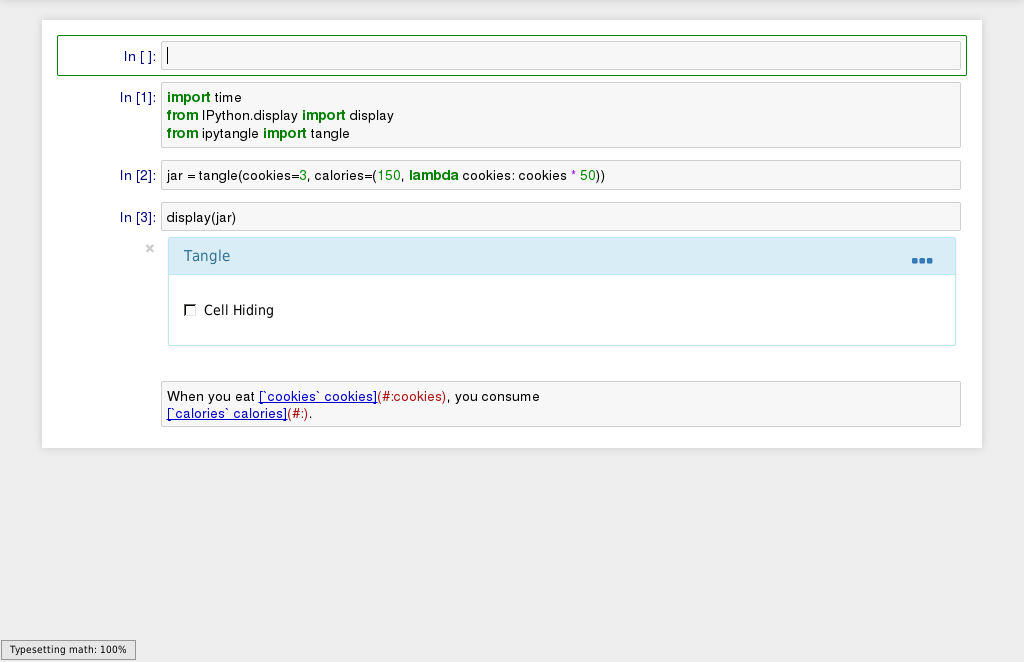 In [ ]:
In [1]: import time
from IPython.display import display
from ipytangle import tangle
In [2]: jar = tangle(cookies=3, calories=(150, lambda cookies: cookies * 50))
In [3]: display(jar)
Tangle
Cell Hiding
When you eat [`cookies` cookies](#:cookies), you consume
[`calories` calories](#:).
Typesetting math: 100%